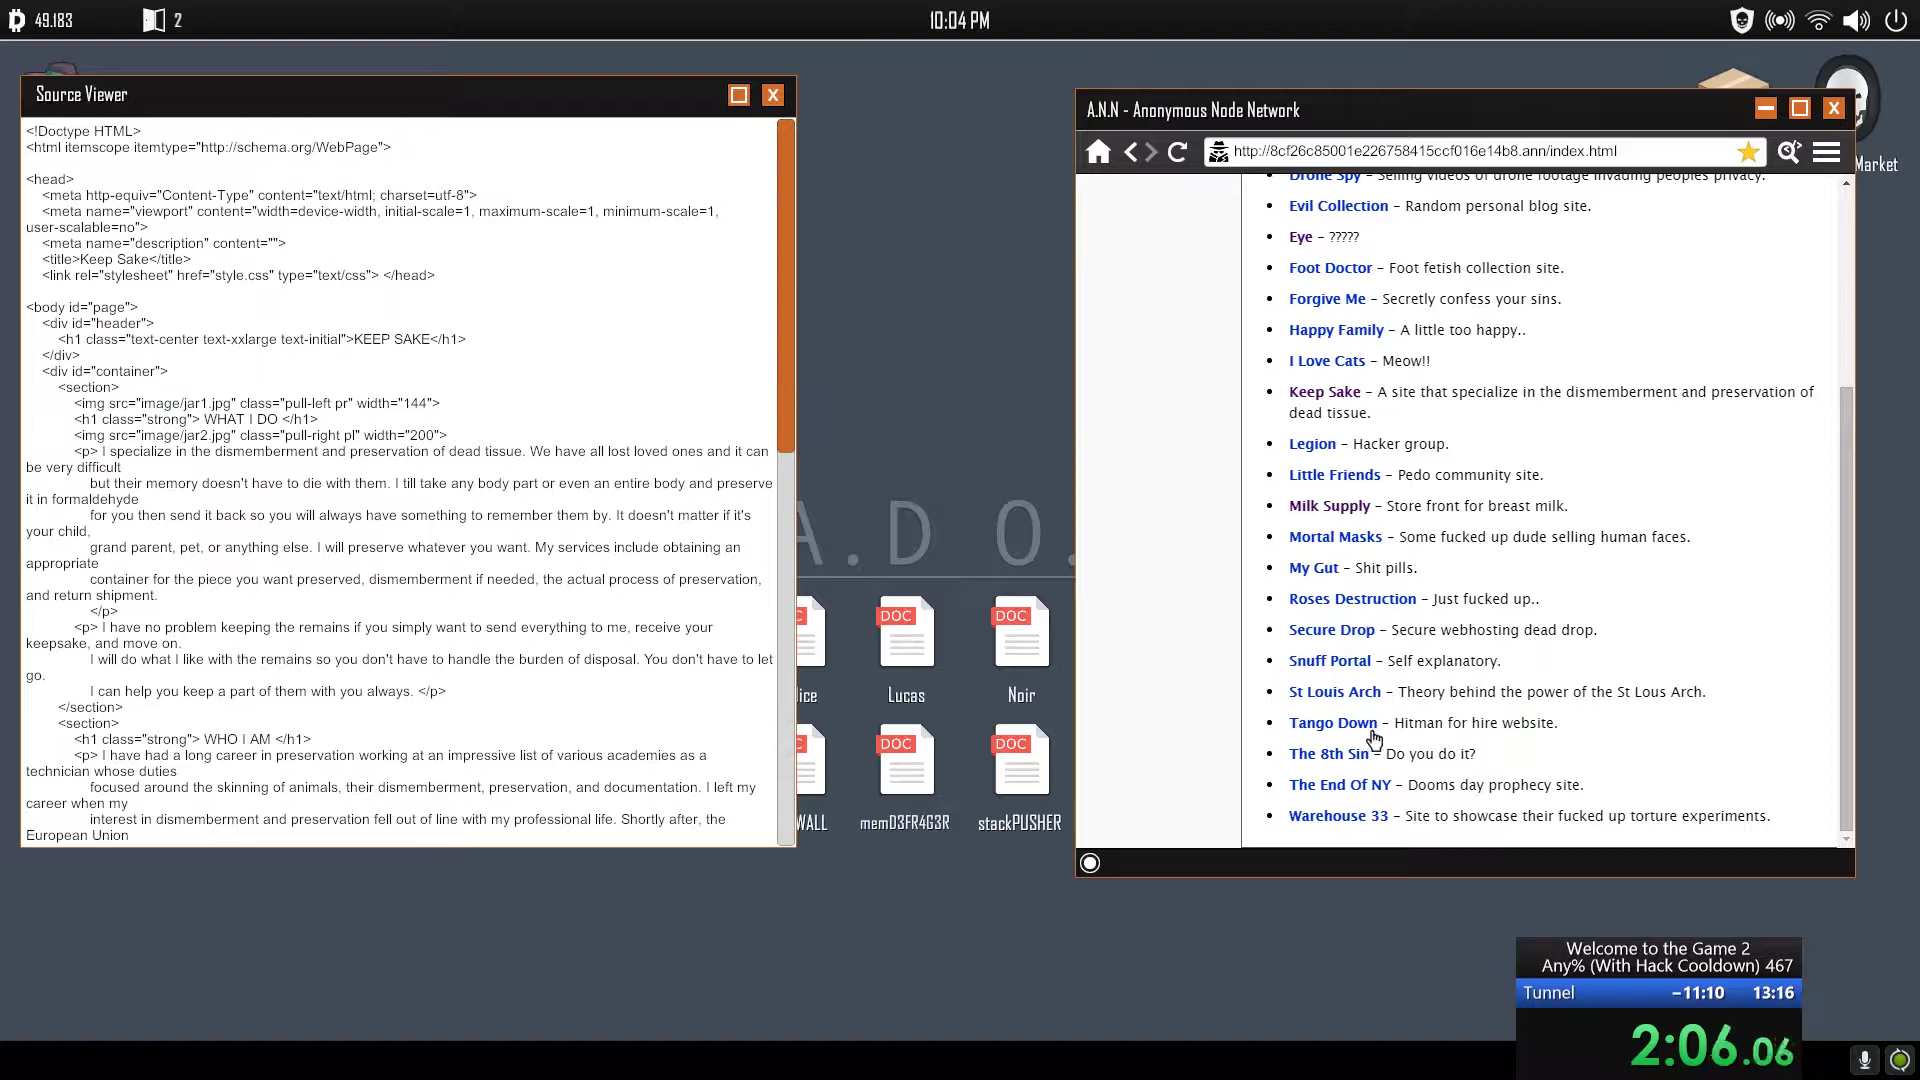 49.183
2
10:04 PM
Source Viewer
<!Doctype HTML>
<html itemscope itemtype="http://schema.org/WebPage">
<head>
<meta http-equiv="Content-Type" content="text/html; charset=utf-8">
<meta name="viewport" content="width=device-width, initial-scale=1, maximum-scale=1, minimum-scale=1,
user-scalable=no">
<meta name="description" content="">
<title>Keep Sake</title>
<link rel="stylesheet" href="style.css" type="text/css"> </head>
<body id="page">
<div id="header">
<h1 class="text-center text-xxlarge text-initial">KEEP SAKE</h1>
</div>
<div id="container">
<section>
<img src="image/jar1.jpg" class="pull-left pr" width="144">
<h1 class="strong"> WHAT I DO </h1>
<img src="image/jar2.jpg" class="pull-right pl" width="200">
<p> I specialize in the dismemberment and preservation of dead tissue. We have all lost loved ones and it can
be very difficult
but their memory doesn't have to die with them. I till take any body part or even an entire body and preserve
it in formaldehyde
for you then send it back so you will always have something to remember them by. It doesn't matter if it's
your child,
grand parent, pet, or anything else. I will preserve whatever you want. My services include obtaining an
appropriate
container for the piece you want preserved, dismemberment if needed, the actual process of preservation,
and return shipment.
</p>
<p> I have no problem keeping the remains if you simply want to send everything to me, receive your
keepsake, and move on.
I will do what I like with the remains so you don't have to handle the burden of disposal. You don't have to let
go.
I can help you keep a part of them with you always. </p>
</section>
<section>
<h1 class="strong"> WHO I AM </h1>
<p> I have had a long career in preservation working at an impressive list of various academies as a
technician whose duties
focused around the skinning of animals, their dismemberment, preservation, and documentation. I left my
career when my
interest in dismemberment and preservation fell out of line with my professional life. Shortly after, the
European Union
A.D O.
DOC
DOC
lice
Lucas
Noir
DOC
DOC
WALL
memD3FR4G3R
stackPUSHER
Market
A.N.N - Anonymous Node Network
http://8cf26c85001e226758415ccf016e14b8.ann/index.html
Drone Spy – Selling videos of drone footage invading peoples privacy.
Evil Collection – Random personal blog site.
Eye – ?????
Foot Doctor – Foot fetish collection site.
Forgive Me – Secretly confess your sins.
Happy Family – A little too happy..
I Love Cats – Meow!!
Keep Sake – A site that specialize in the dismemberment and preservation of
dead tissue.
Legion – Hacker group.
Little Friends – Pedo community site.
Milk Supply – Store front for breast milk.
Mortal Masks – Some fucked up dude selling human faces.
My Gut – Shit pills.
Roses Destruction – Just fucked up..
Secure Drop – Secure webhosting dead drop.
Snuff Portal – Self explanatory.
St Louis Arch – Theory behind the power of the St Lous Arch.
Tango Down – Hitman for hire website.
The 8th Sin – Do you do it?
The End Of NY – Dooms day prophecy site.
Warehouse 33 – Site to showcase their fucked up torture experiments.
Welcome to the Game 2
Any% (With Hack Cooldown) 467
Tunnel −11:10 13:16
2:06.06